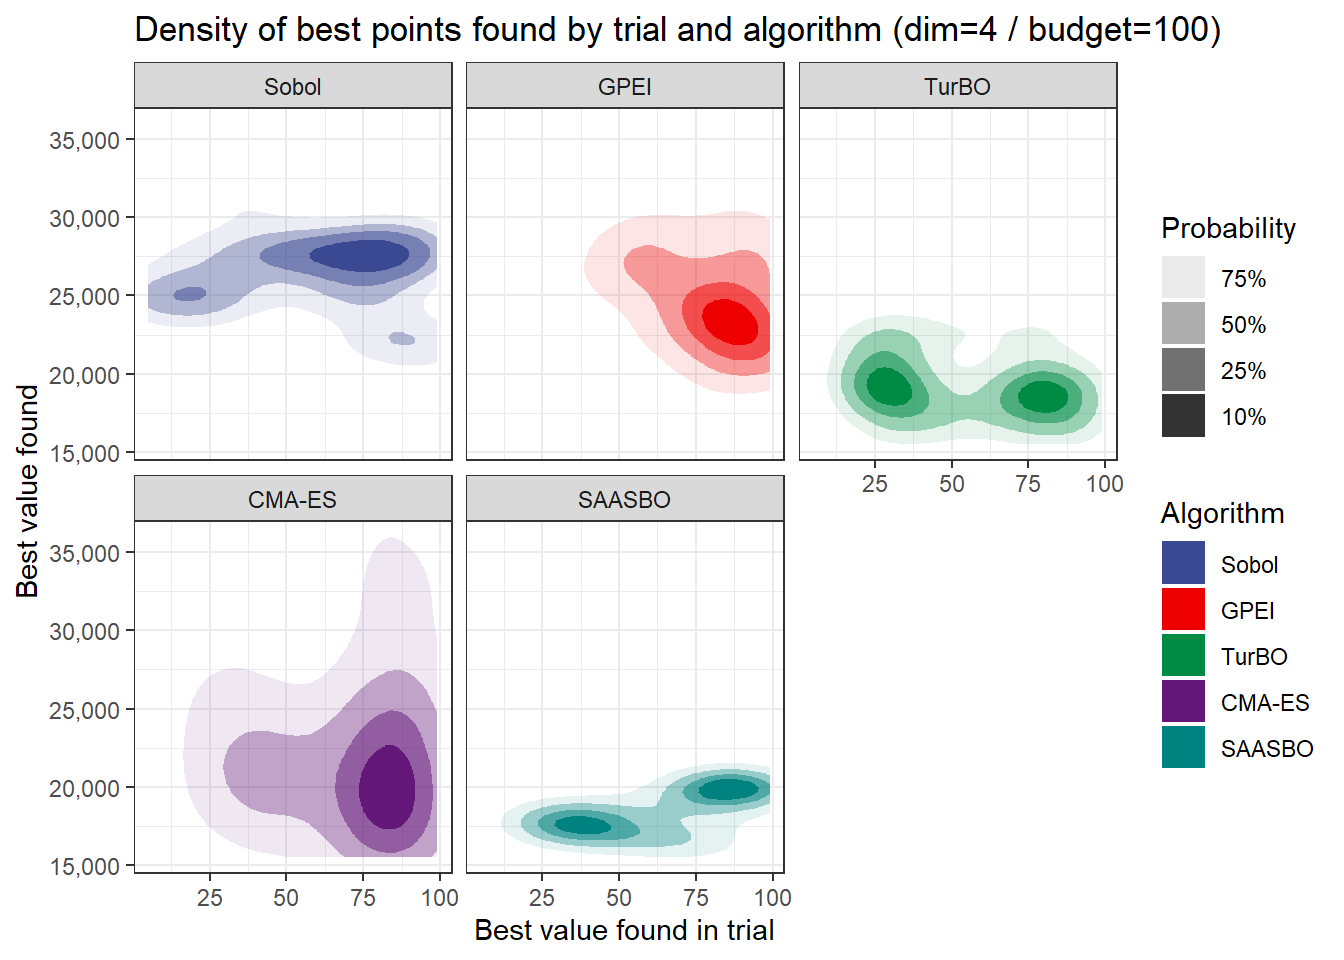 Density of best points found by trial and algorithm (dim=4 / budget=100)
Sobol
GPEI
TurBO
35,000
30,000
25,000
20,000
15,000
25
50
75
100
CMA-ES
SAASBO
35,000
30,000
25,000
20,000
15,000
25
50
75
100
25
50
75
100
Best value found in trial
Best value found
Probability
75%
50%
25%
10%
Algorithm
Sobol
GPEI
TurBO
CMA-ES
SAASBO